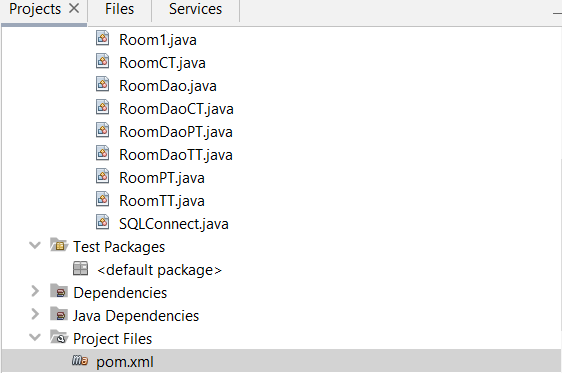 Projects Files Services
Room1.java
RoomCT.java
RoomDao.java
RoomDaoCT.java
RoomDaoPT.java
RoomDaoTT.java
RoomPT.java
RoomTT.java
SQLConnect.java
Test Packages
<default package>
Dependencies
Java Dependencies
Project Files
pom.xml